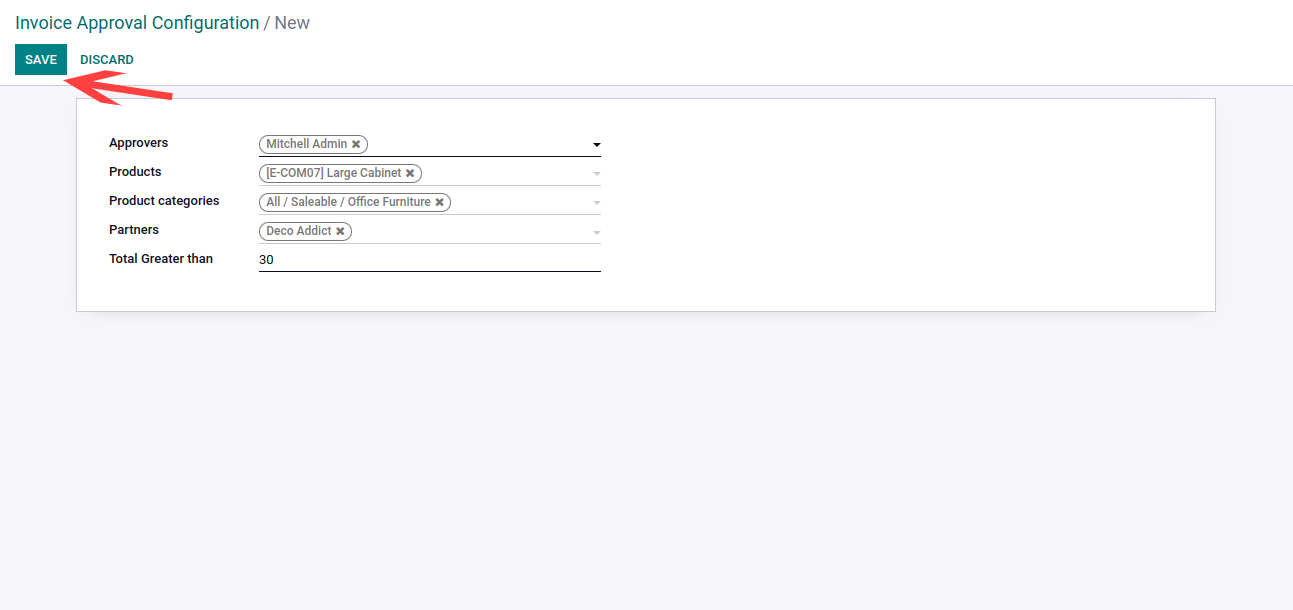 Invoice Approval Configuration / New
SAVE DISCARD
Approvers Mitchell Admin ✖
Products [E-COM07] Large Cabinet ✖
Product categories All / Saleable / Office Furniture ✖
Partners Deco Addict ✖
Total Greater than 30